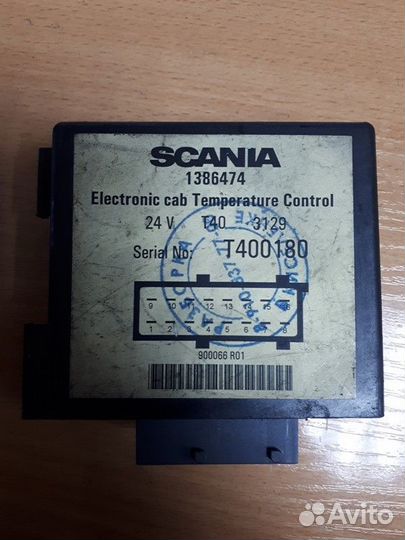 SCANIA
1386474
Electronic cab Temperature Control
24 V T40 3129
Serial No: T400180
9 10 11 12 13 14 15 16
1 2 3 4 5 6 7 8
900066 R01
Avito